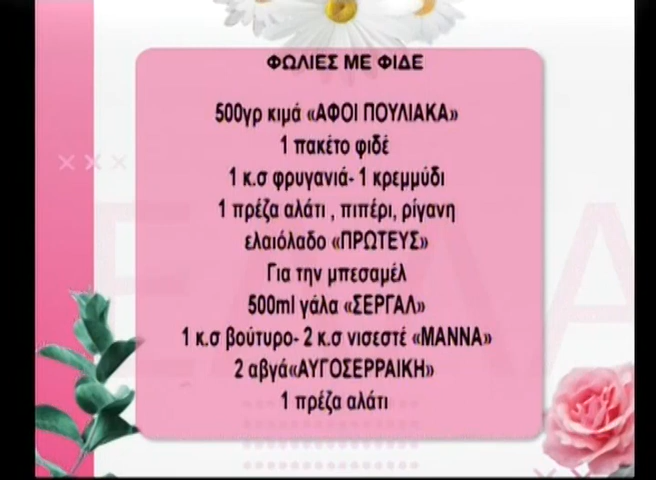 ΦΩΛΙΕΣ ΜΕ ΦΙΔΕ
500γρ κιμά «ΑΦΟΙ ΠΟΥΛΙΑΚΑ»
1 πακέτο φιδέ
1 κ.σ φρυγανιά- 1 κρεμμύδι
1 πρέζα αλάτι , πιπέρι, ρίγανη
ελαιόλαδο «ΠΡΩΤΕΥΣ»
Για την μπεσαμέλ
500ml γάλα «ΣΕΡΓΑΛ»
1 κ.σ βούτυρο- 2 κ.σ νισεστέ «ΜΑΝΝΑ»
2 αβγά«ΑΥΓΟΣΕΡΡΑΙΚΗ»
1 πρέζα αλάτι